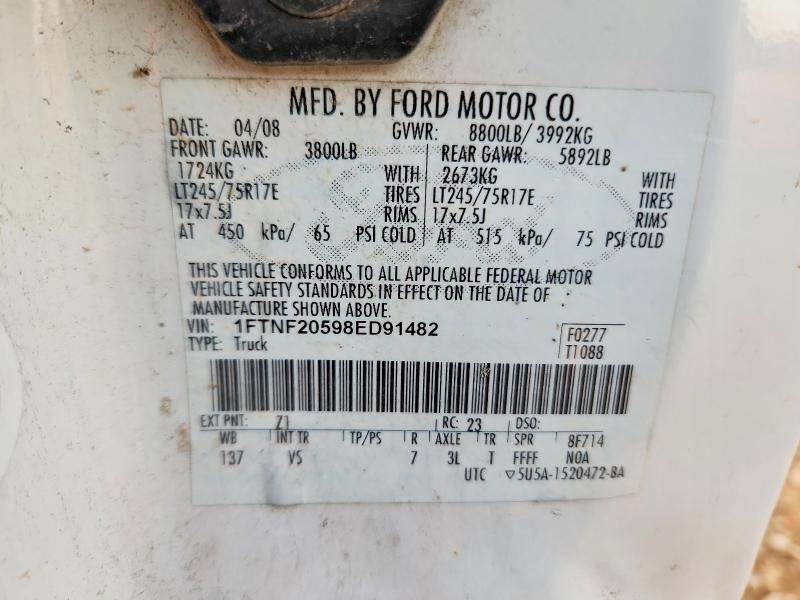 MFD. BY FORD MOTOR CO.
DATE: 04/08 GVWR: 8800LB/ 3992KG
FRONT GAWR: 3800LB REAR GAWR: 5892LB
1724KG WITH 2673KG WITH
LT245/75R17E TIRES LT245/75R17E TIRES
17x7.5J RIMS 17x7.5J RIMS
AT 450 kPa/ 65 PSI COLD AT 515 kPa/ 75 PSI COLD
THIS VEHICLE CONFORMS TO ALL APPLICABLE FEDERAL MOTOR
VEHICLE SAFETY STANDARDS IN EFFECT ON THE DATE OF
MANUFACTURE SHOWN ABOVE.
VIN: 1FTNF20598ED91482 F0277
TYPE: Truck T1088
EXT PNT: Z1 RC: 23 DSO:
WB INT TR TP/PS R AXLE TR SPR 8F714
137 VS 7 3L T FFFF N0A
UTC ▽5U5A-1520472-BA